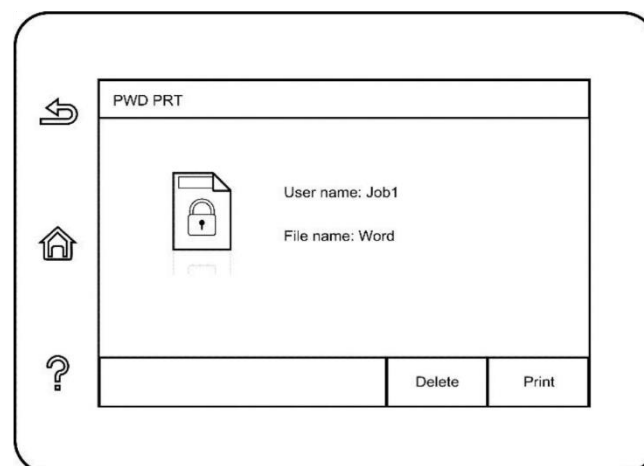 PWD PRT
User name: Job1
File name: Word
?
Delete
Print